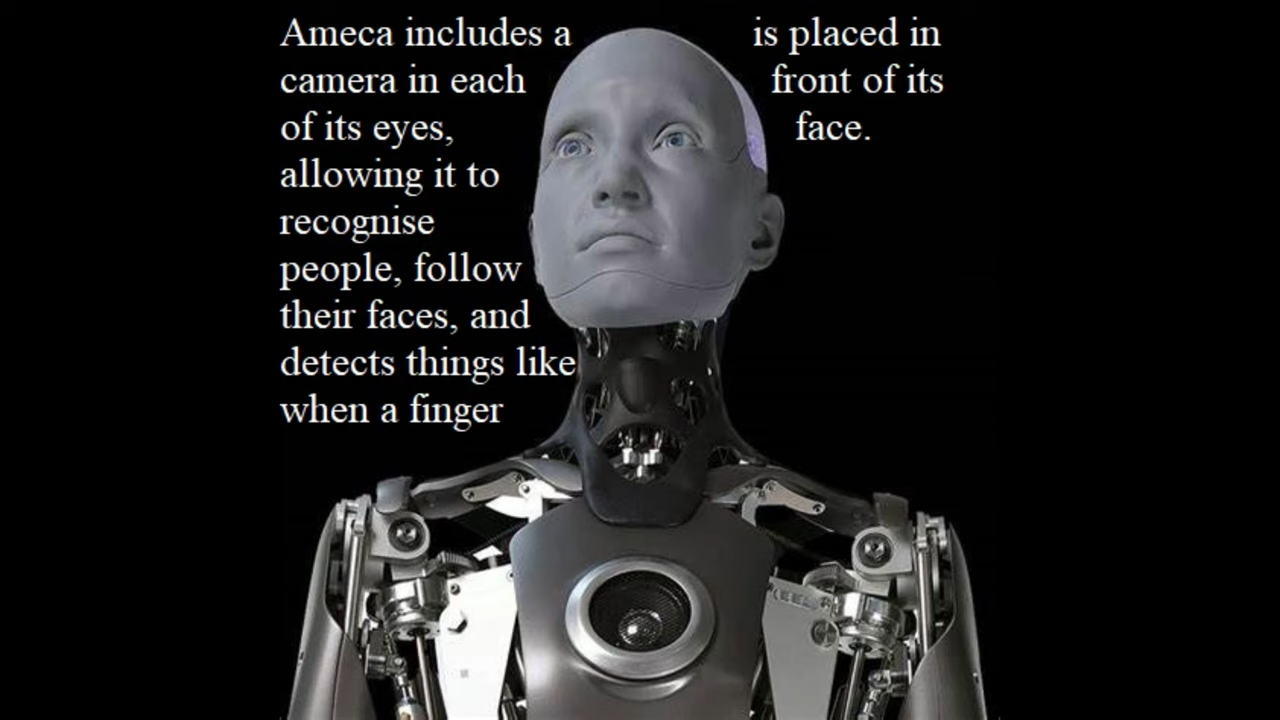 Ameca includes a
camera in each
of its eyes,
allowing it to
recognise
people, follow
their faces, and
detects things like
when a finger
is placed in
front of its
face.